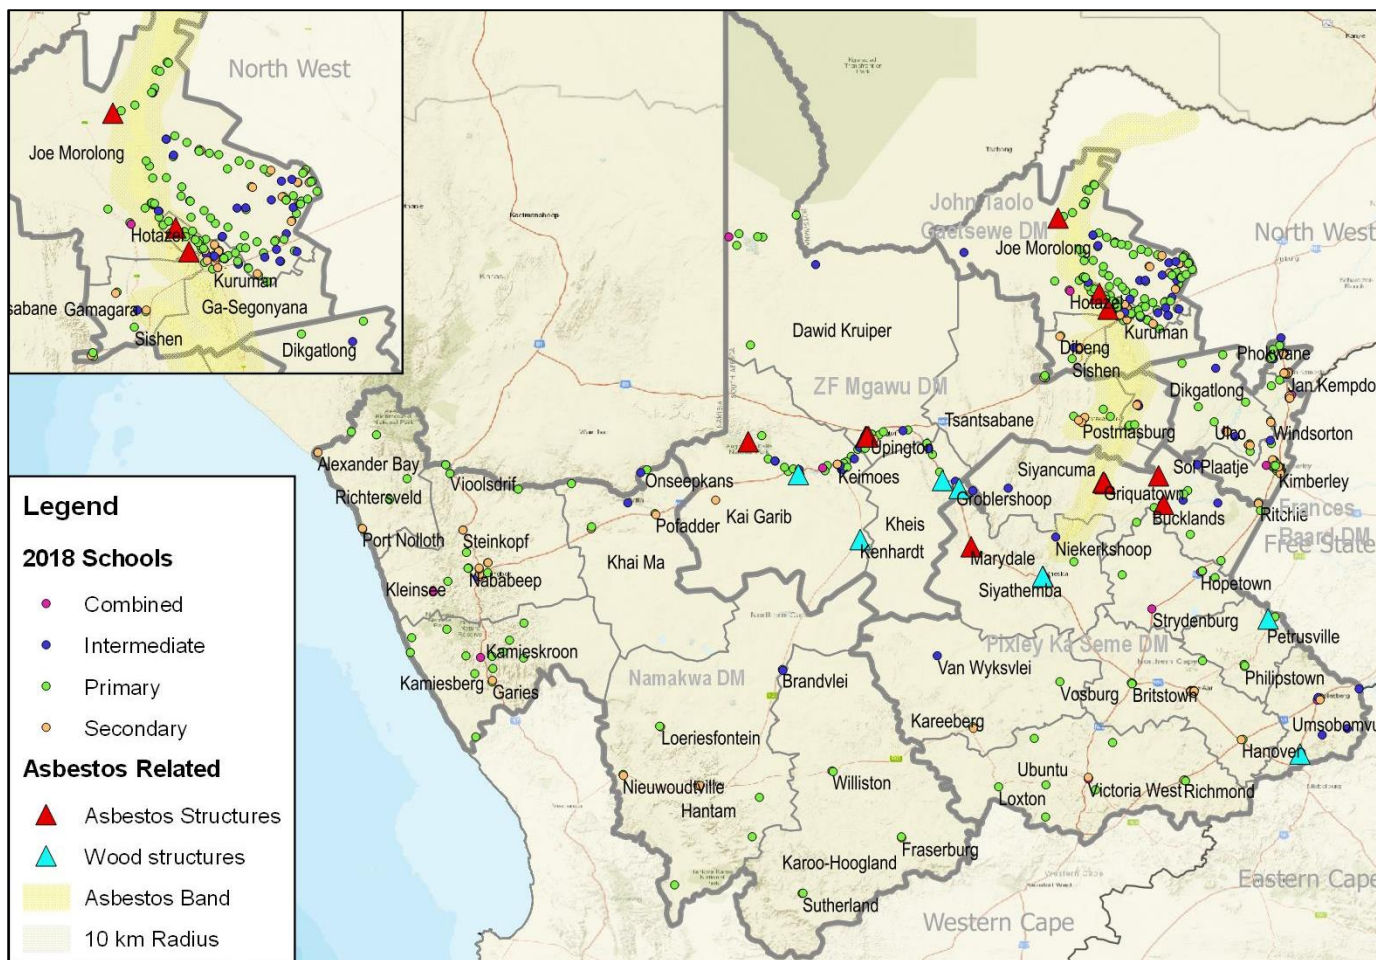 North West
Joe Morolong
Hotazel
Kuruman
Gamagara
Ga-Segonyana
sabane
Sishen
Dikgatlong
Legend
2018 Schools
Combined
Intermediate
Primary
Secondary
Asbestos Related
Asbestos Structures
Wood structures
Asbestos Band
10 km Radius
John Taolo
Gaetsewe DM
North West
Joe Morolong
Hotazel
Kuruman
Dawid Kruiper
Dibeng
Sishen
Phokwane
Dikgatlong
Jan Kempdo
ZF Mgawu DM
Tsantsabane
Postmasburg
Ulco
Windsorton
Upington
Alexander Bay
Vioolsdrif
Onseepkans
Keimoes
Siyancuma
Sol Plaatje
Richtersveld
Groblershoop
Griquatown
Kimberley
Kai Garib
Pofadder
Bucklands
Ritchie
Frances
Baard DM
Free State
Port Nolloth
Steinkopf
Kheis
Kenhardt
Niekerkshoop
Khai Ma
Marydale
Nababeep
Kleinsee
Siyathemba
Hopetown
Strydenburg
Petrusville
Kamieskroon
Pixley Ka Seme DM
Van Wyksvlei
Namakwa DM
Brandvlei
Kamiesberg
Garies
Vosburg
Britstown
Philipstown
Kareeberg
Umsobomvu
Loeriesfontein
Hanover
Nieuwoudtville
Williston
Ubuntu
Hantam
Loxton
Victoria West
Richmond
Fraserburg
Karoo-Hoogland
Sutherland
Western Cape
Eastern Cape